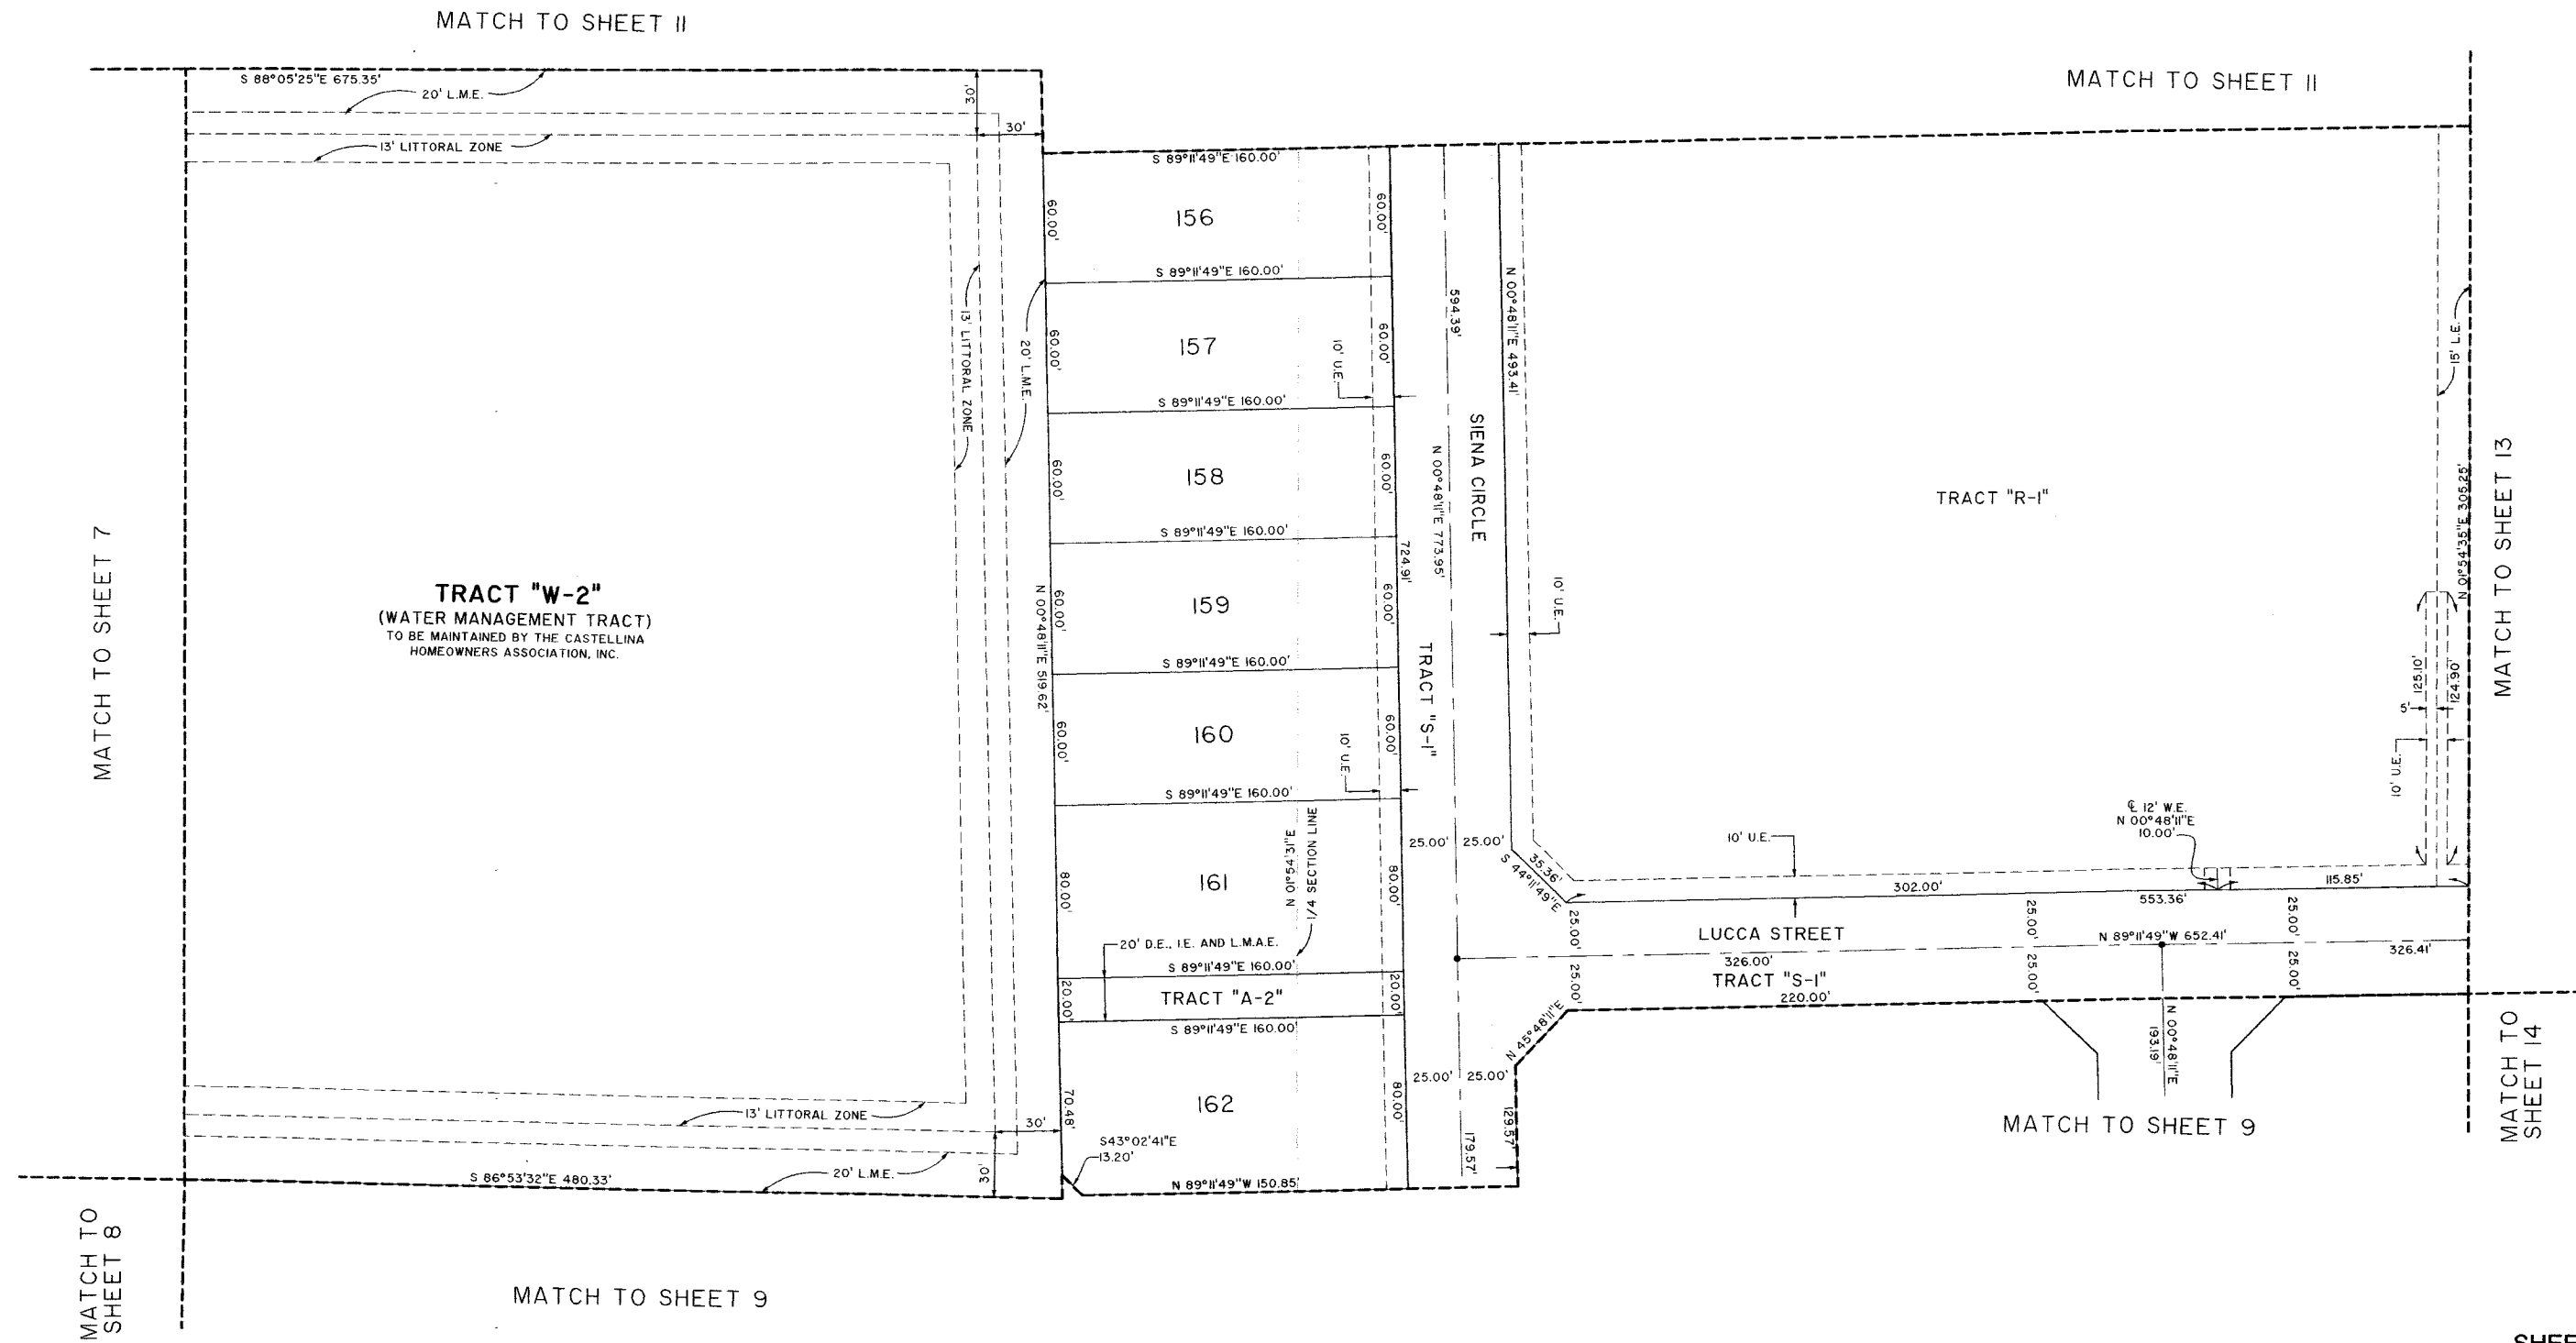 MATCH TO SHEET 11
MATCH TO SHEET 11
S 88°05'25"E 675.35'
20' L.M.E.
30'
30'
13' LITTORAL ZONE
13' LITTORAL ZONE
20' L.M.E.
MATCH TO SHEET 7
TRACT "W-2"
(WATER MANAGEMENT TRACT)
TO BE MAINTAINED BY THE CASTELLINA
HOMEOWNERS ASSOCIATION, INC.
N 00°48'11"E 519.62'
13' LITTORAL ZONE
30'
30'
20' L.M.E.
S 86°53'32"E 480.33'
MATCH TO
SHEET 8
MATCH TO SHEET 9
S 89°11'49"E 160.00'
60.00'
156
60.00'
S 89°11'49"E 160.00'
60.00'
157
60.00'
10' U.E.
S 89°11'49"E 160.00'
60.00'
158
60.00'
S 89°11'49"E 160.00'
60.00'
159
60.00'
S 89°11'49"E 160.00'
60.00'
160
60.00'
10' U.E.
S 89°11'49"E 160.00'
80.00'
161
80.00'
N 01°54'31"E
1/4 SECTION LINE
20' D.E., I.E. AND L.M.A.E.
S 89°11'49"E 160.00'
20.00'
TRACT "A-2"
20.00'
S 89°11'49"E 160.00'
70.48'
162
80.00'
S43°02'41"E
13.20'
N 89°11'49"W 150.85'
724.91'
594.39'
N 00°48'11"E 773.95'
SIENA CIRCLE
TRACT "S-1"
N 00°48'11"E 493.41'
10' U.E.
25.00'
25.00'
S 44°11'49"E
35.36'
25.00'
25.00'
N 45°48'11"E
179.57'
129.57'
TRACT "R-1"
15' L.E.
N 01°54'35"E 305.25'
MATCH TO SHEET 13
125.10'
124.90'
5'
10' U.E.
℄ 12' W.E.
N 00°48'11"E
10.00'
10' U.E.
302.00'
115.85'
553.36'
25.00'
25.00'
25.00'
LUCCA STREET
N 89°11'49"W 652.41'
326.00'
326.41'
25.00'
25.00'
25.00'
TRACT "S-1"
220.00'
N 00°48'11"E
193.19'
MATCH TO SHEET 9
MATCH TO
SHEET 14